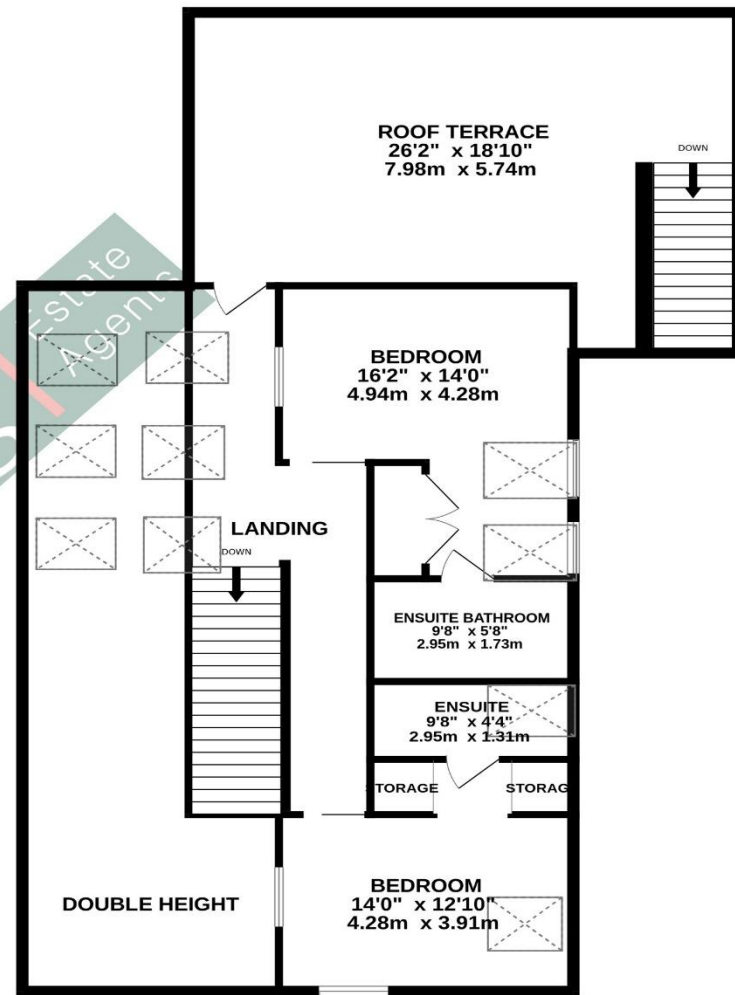 ROOF TERRACE
26'2" x 18'10"
7.98m x 5.74m
DOWN
Estate
Agents
BEDROOM
16'2" x 14'0"
4.94m x 4.28m
LANDING
DOWN
ENSUITE BATHROOM
9'8" x 5'8"
2.95m x 1.73m
ENSUITE
9'8" x 4'4"
2.95m x 1.31m
STORAGE
STORAGE
DOUBLE HEIGHT
BEDROOM
14'0" x 12'10"
4.28m x 3.91m